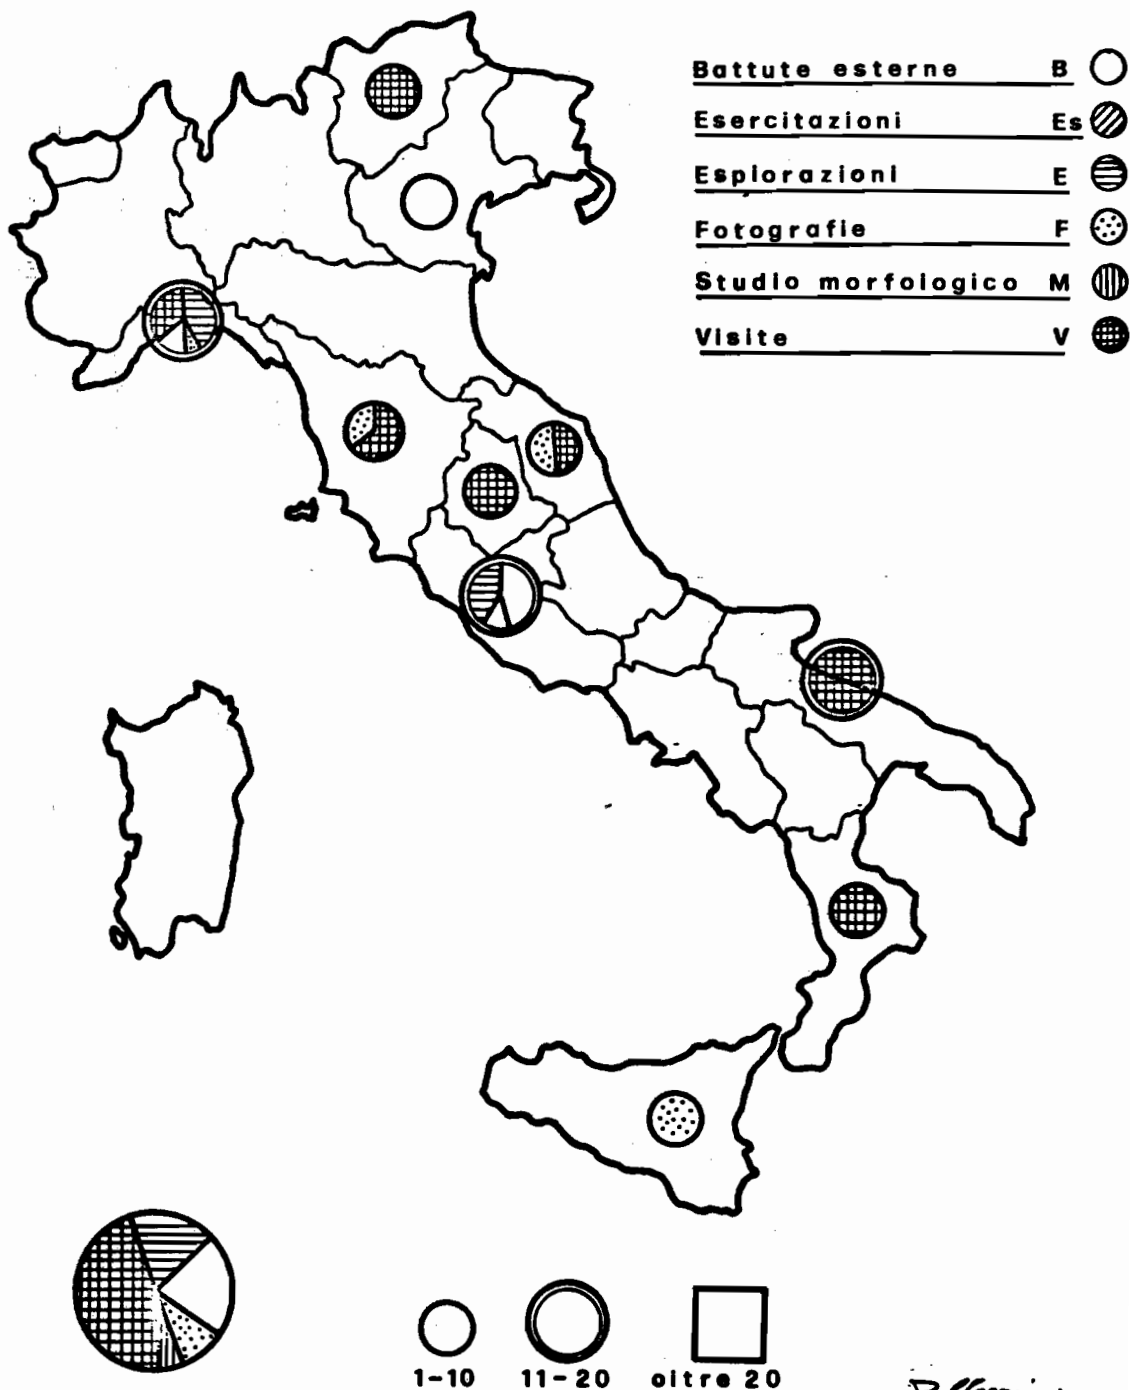 Battute esterne B
Esercitazioni Es
Esplorazioni E
Fotografie F
Studio morfologico M
Visite V
1-10 11-20 oltre 20